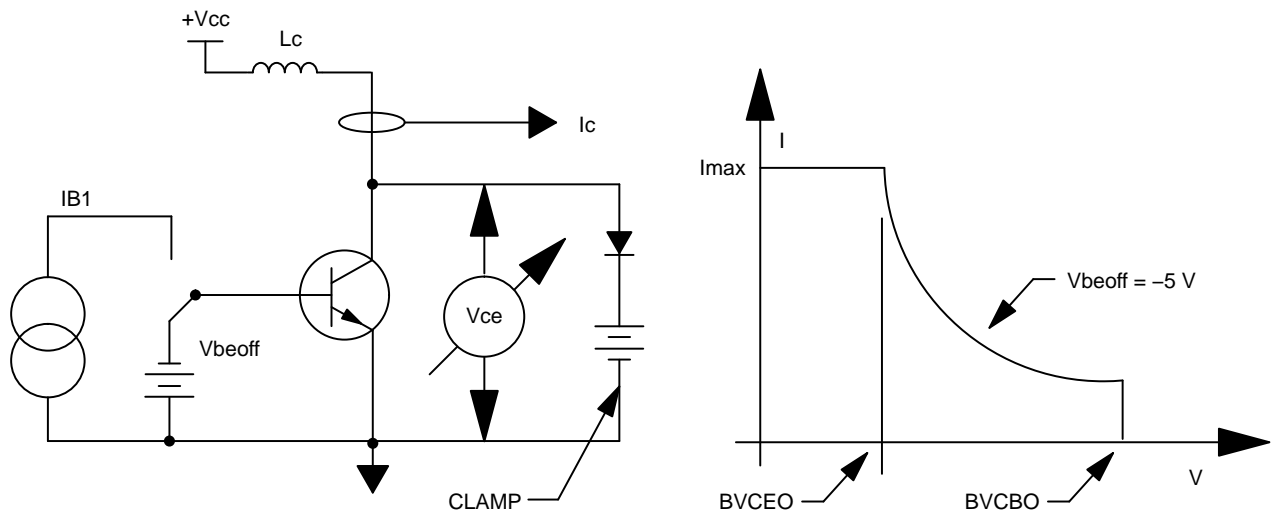 +Vcc
Lc
Ic
IB1
Vbeoff
Vce
CLAMP
I
Imax
Vbeoff = −5 V
V
BVCEO
BVCBO